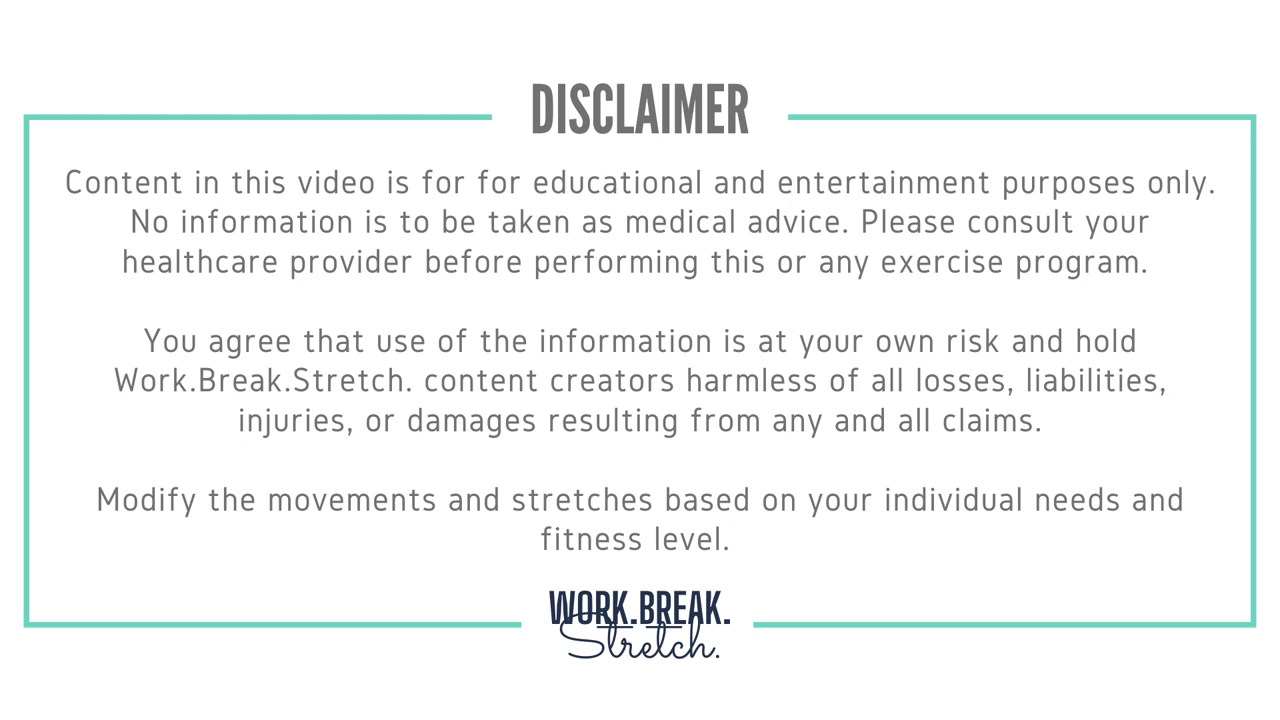 DISCLAIMER
Content in this video is for for educational and entertainment purposes only.
No information is to be taken as medical advice. Please consult your
healthcare provider before performing this or any exercise program.
You agree that use of the information is at your own risk and hold
Work.Break.Stretch. content creators harmless of all losses, liabilities,
injuries, or damages resulting from any and all claims.
Modify the movements and stretches based on your individual needs and
fitness level.
WORK.BREAK.
Stretch.